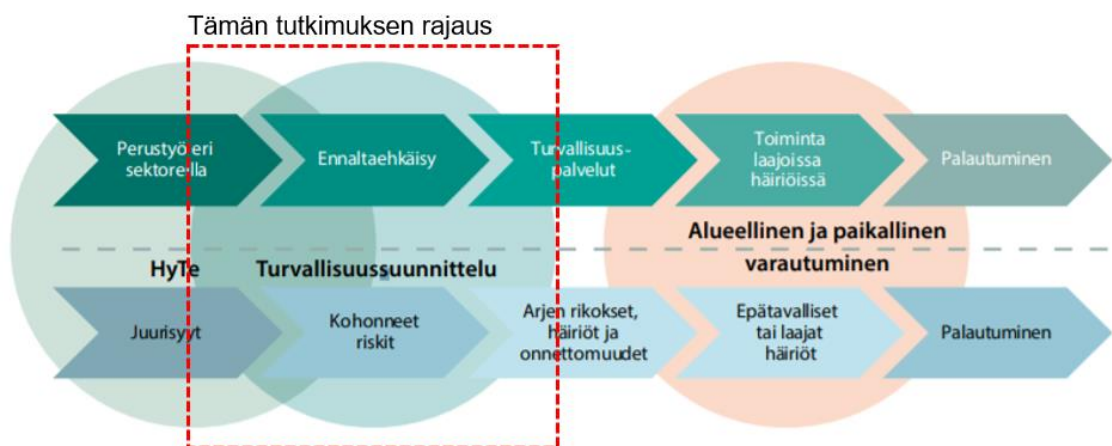 Tämän tutkimuksen rajaus
Perustyö eri
sektoreilla
Ennaltaehkäisy
Turvallisuus-
palvelut
Toiminta
laajoissa
häiriöissä
Palautuminen
HyTe
Turvallisuussuunnittelu
Alueellinen ja paikallinen
varautuminen
Juurisyyt
Kohonneet
riskit
Arjen rikokset,
häiriöt ja
onnettomuudet
Epätavalliset
tai laajat
häiriöt
Palautuminen